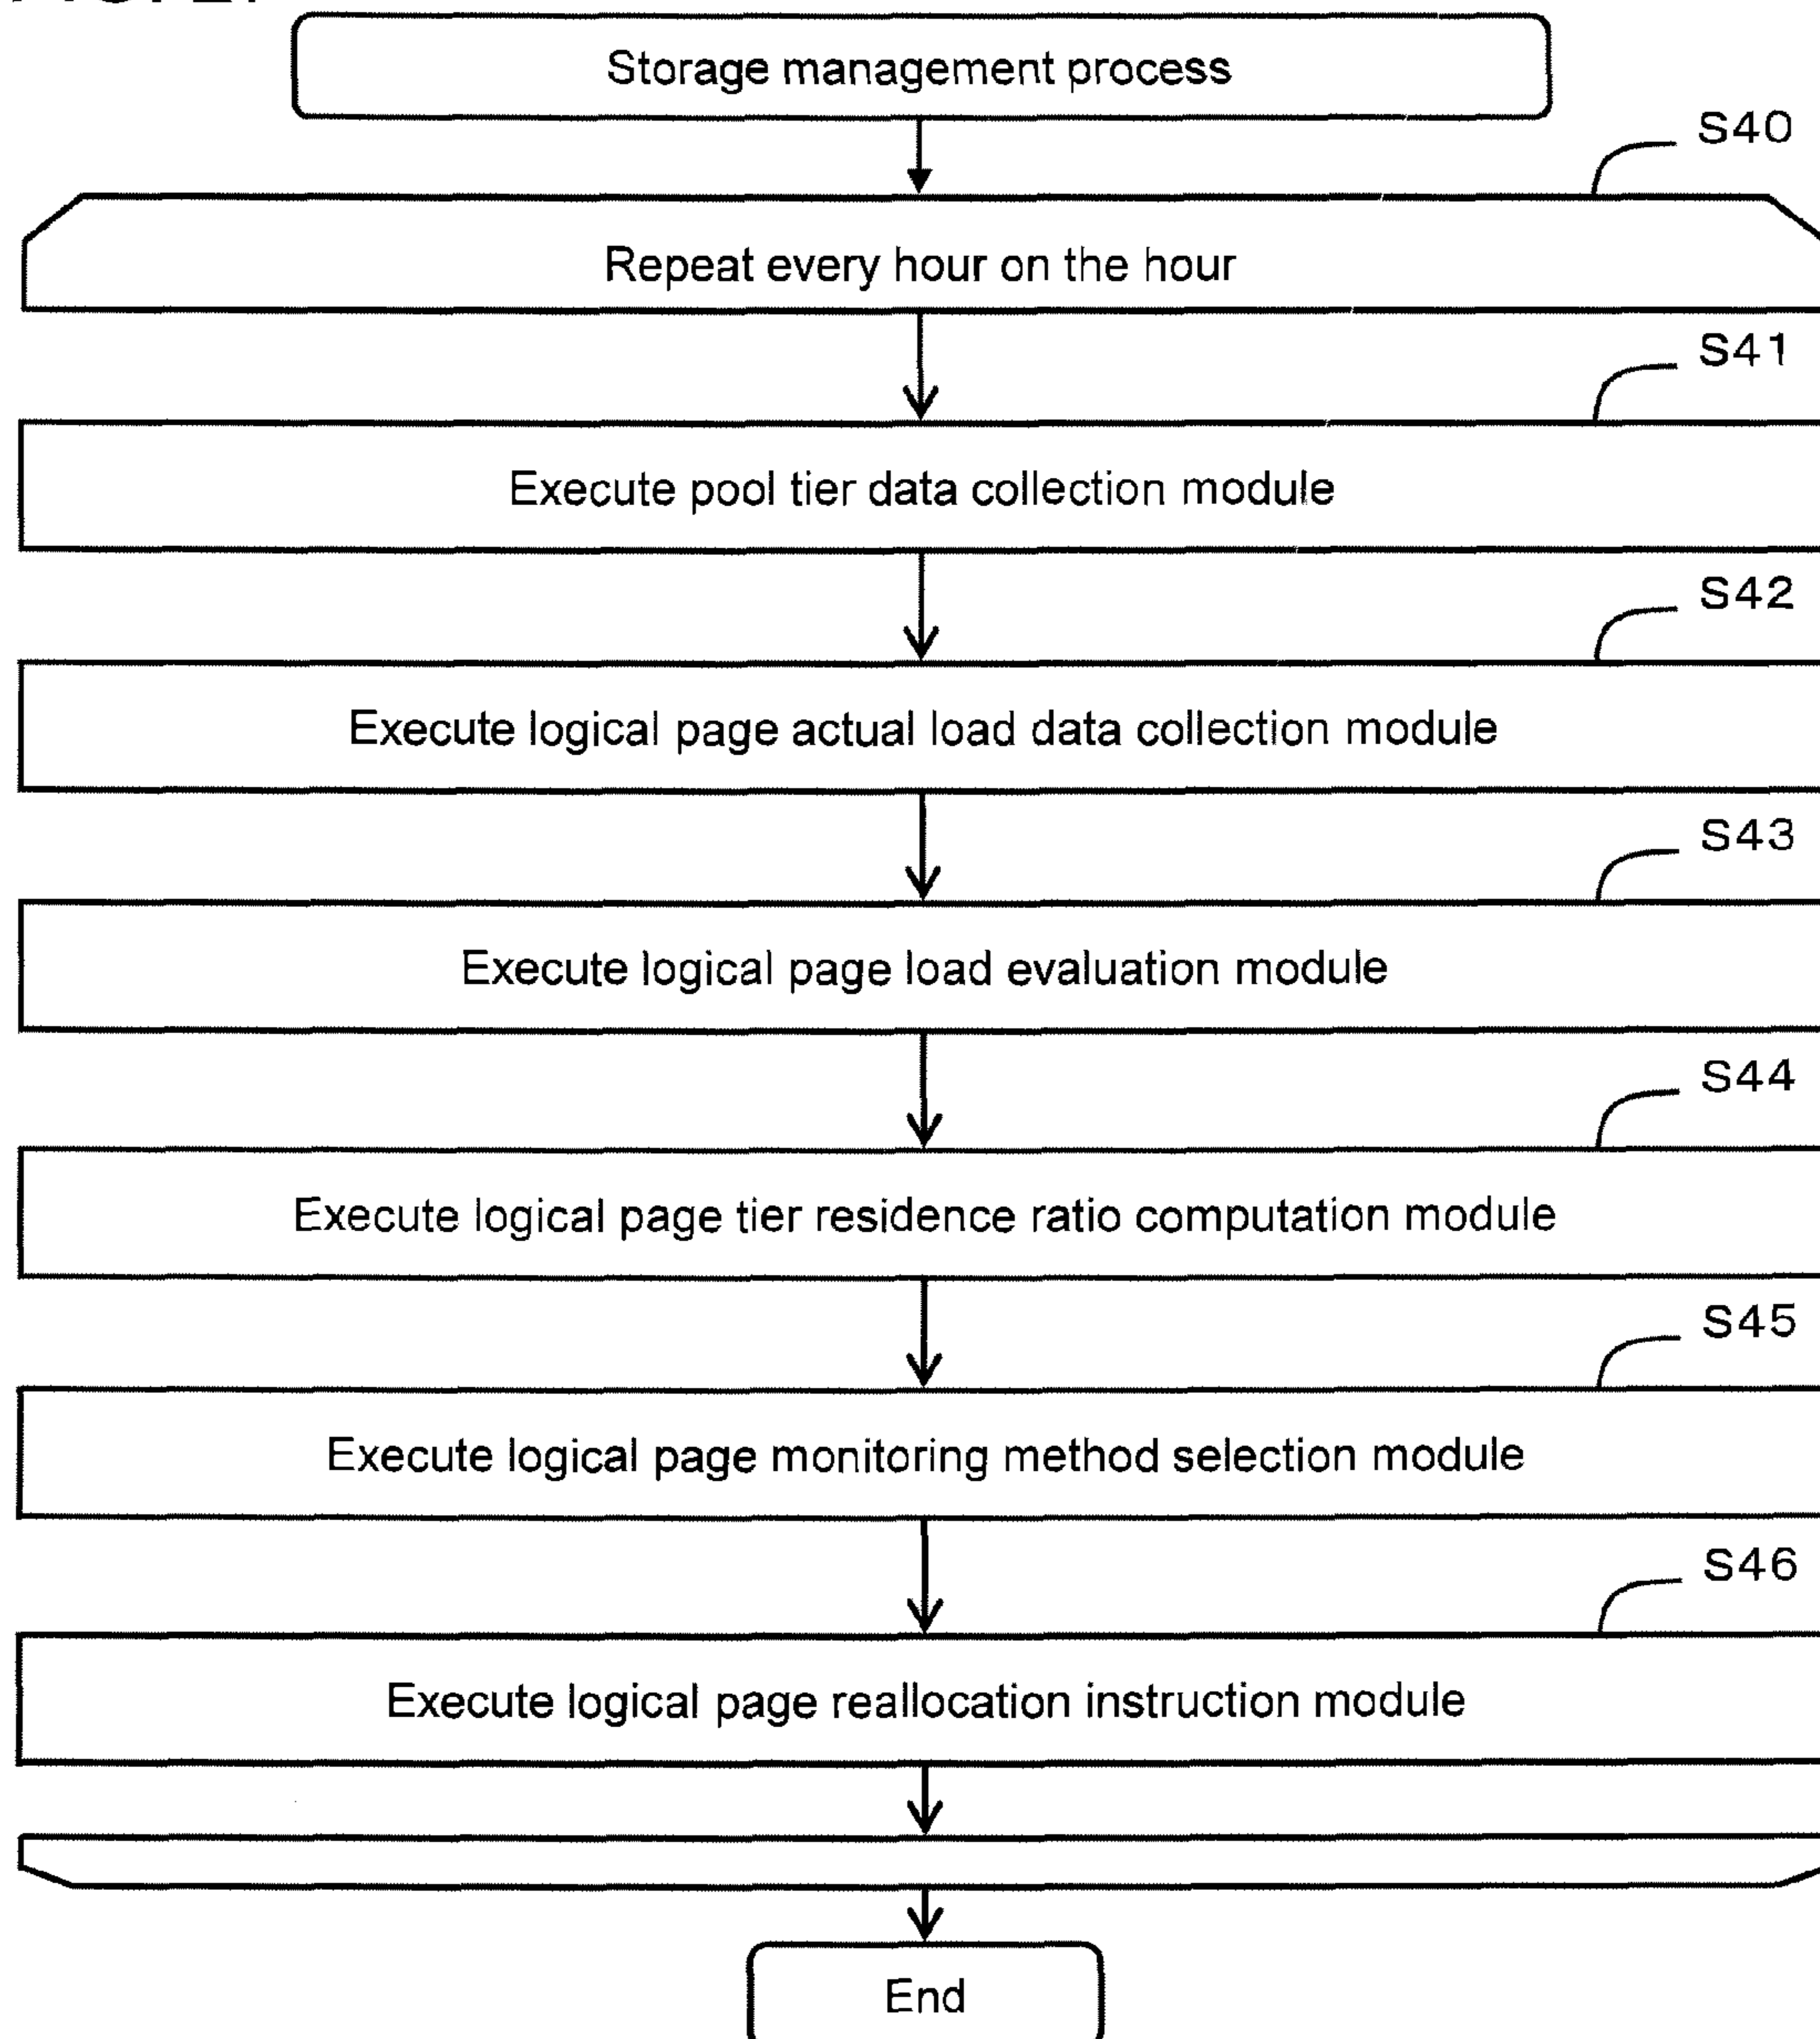 Storage management process
S40
Repeat every hour on the hour
S41
Execute pool tier data collection module
S42
Execute logical page actual load data collection module
S43
Execute logical page load evaluation module
S44
Execute logical page tier residence ratio computation module
S45
Execute logical page monitoring method selection module
S46
Execute logical page reallocation instruction module
End